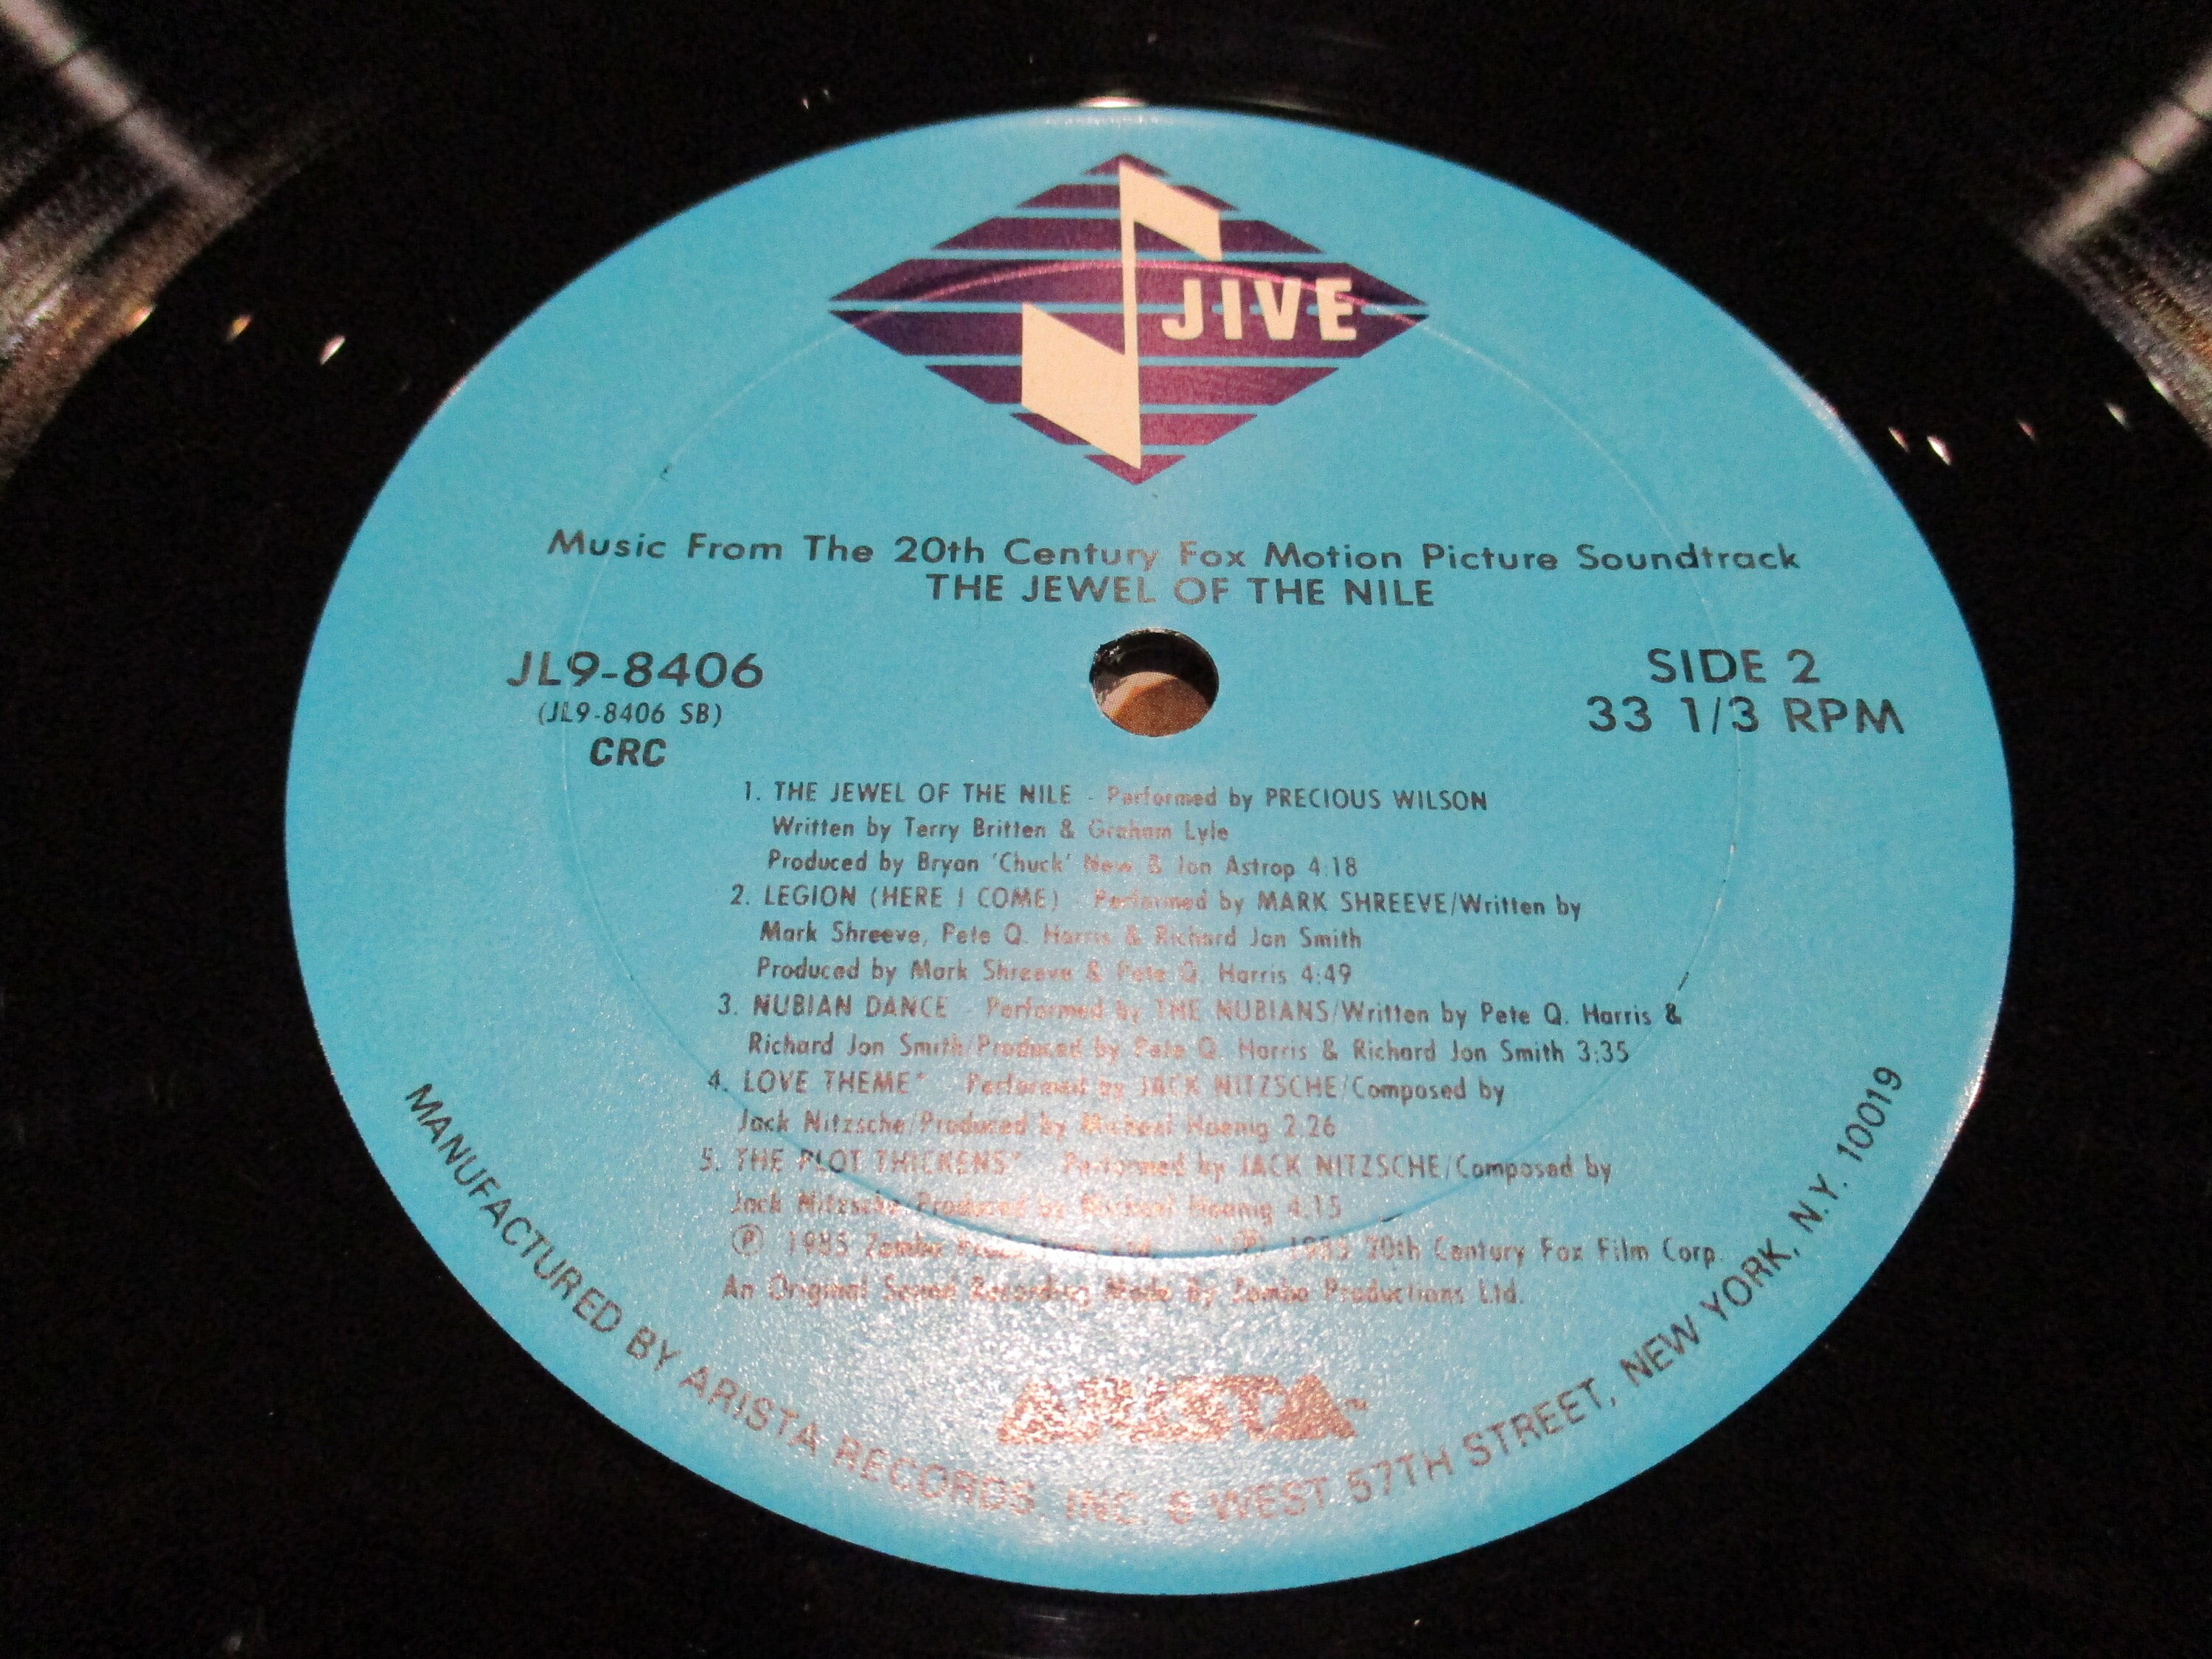 JIVE
Music From The 20th Century Fox Motion Picture Soundtrack
THE JEWEL OF THE NILE
JL9-8406
(JL9-8406 SB)
CRC
SIDE 2
33 1/3 RPM
1. THE JEWEL OF THE NILE - Performed by PRECIOUS WILSON
Written by Terry Britten & Graham Lyle
Produced by Bryan 'Chuck' New & Jon Astrop 4:18
2. LEGION (HERE I COME) - Performed by MARK SHREEVE/Written by
Mark Shreeve, Pete Q. Harris & Richard Jon Smith
Produced by Mark Shreeve & Pete Q. Harris 4:49
3. NUBIAN DANCE - Performed by THE NUBIANS/Written by Pete Q. Harris &
Richard Jon Smith/Produced by Pete Q. Harris & Richard Jon Smith 3:35
4. LOVE THEME* - Performed by JACK NITZSCHE/Composed by
Jack Nitzsche/Produced by Michael Hoenig 2:26
5. THE PLOT THICKENS* - Performed by JACK NITZSCHE/Composed by
Jack Nitzsche/Produced by Michael Hoenig 4:15
Ⓟ 1985 Zomba Productions Ltd. *Ⓟ 1985 20th Century Fox Film Corp.
An Original Sound Recording Made By Zomba Productions Ltd.
ARISTA™
MANUFACTURED BY ARISTA RECORDS, INC. 6 WEST 57TH STREET, NEW YORK, N.Y. 10019